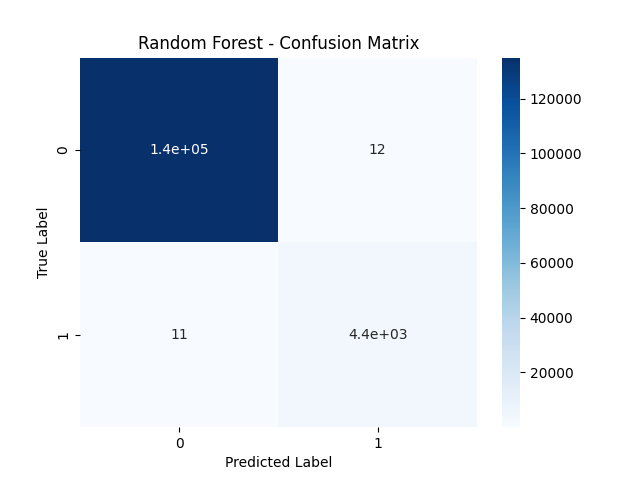 Random Forest - Confusion Matrix
True Label
0
1
1.4e+05
12
11
4.4e+03
0
1
Predicted Label
120000
100000
80000
60000
40000
20000